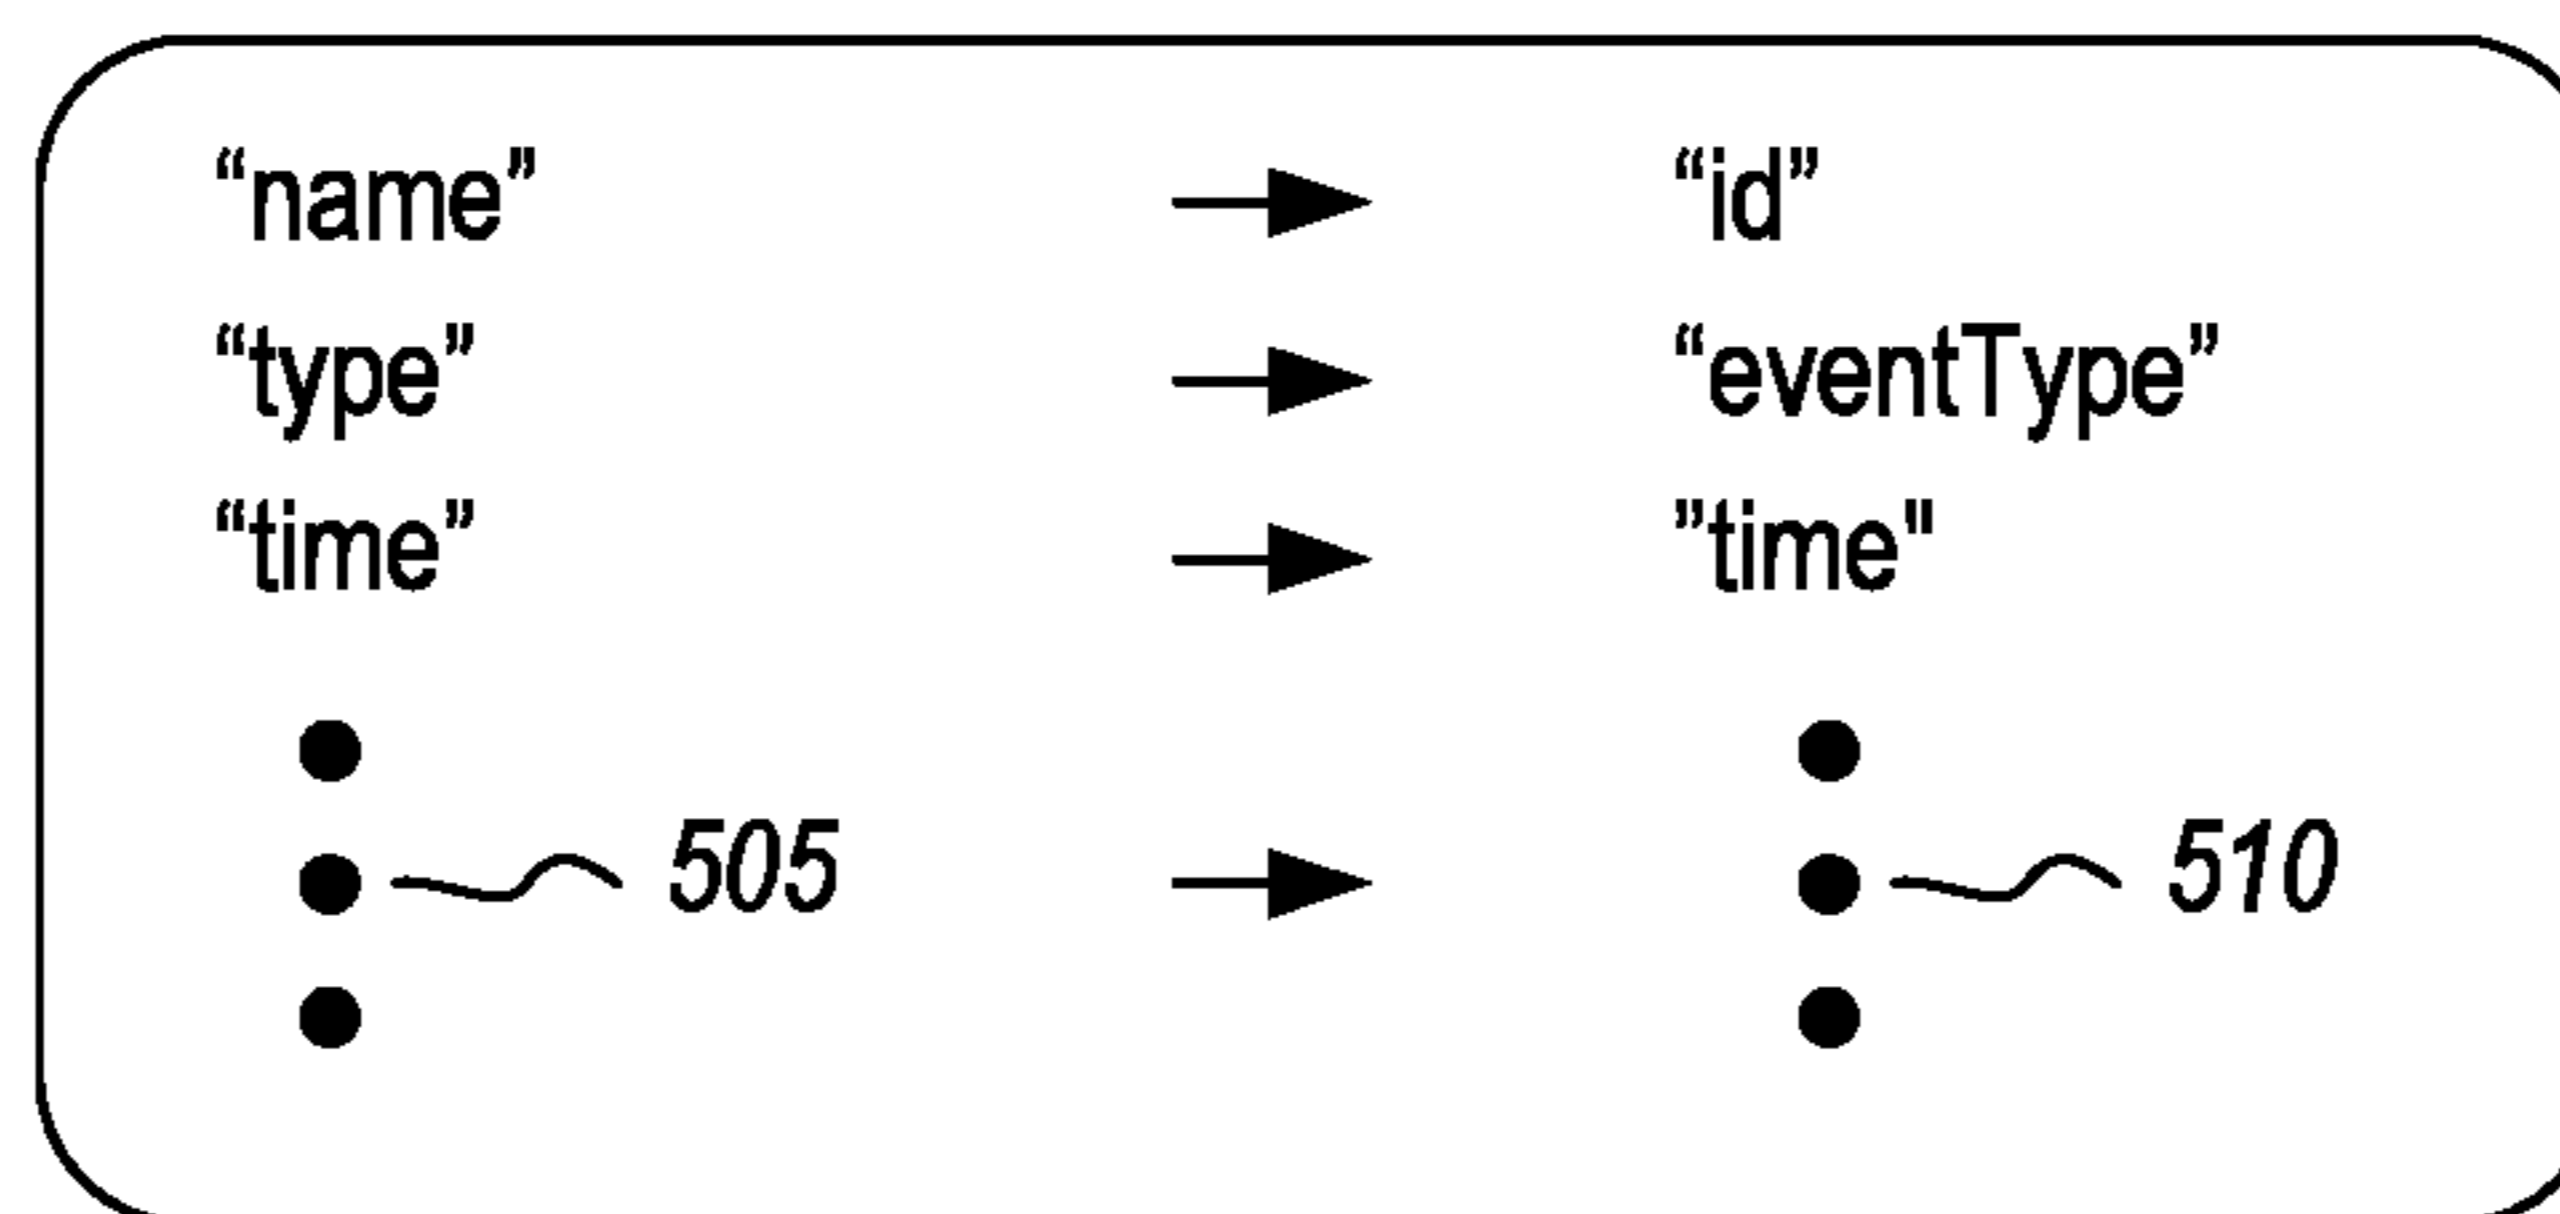 “name” “id”
“type” “eventType”
“time” ”time"
505 510